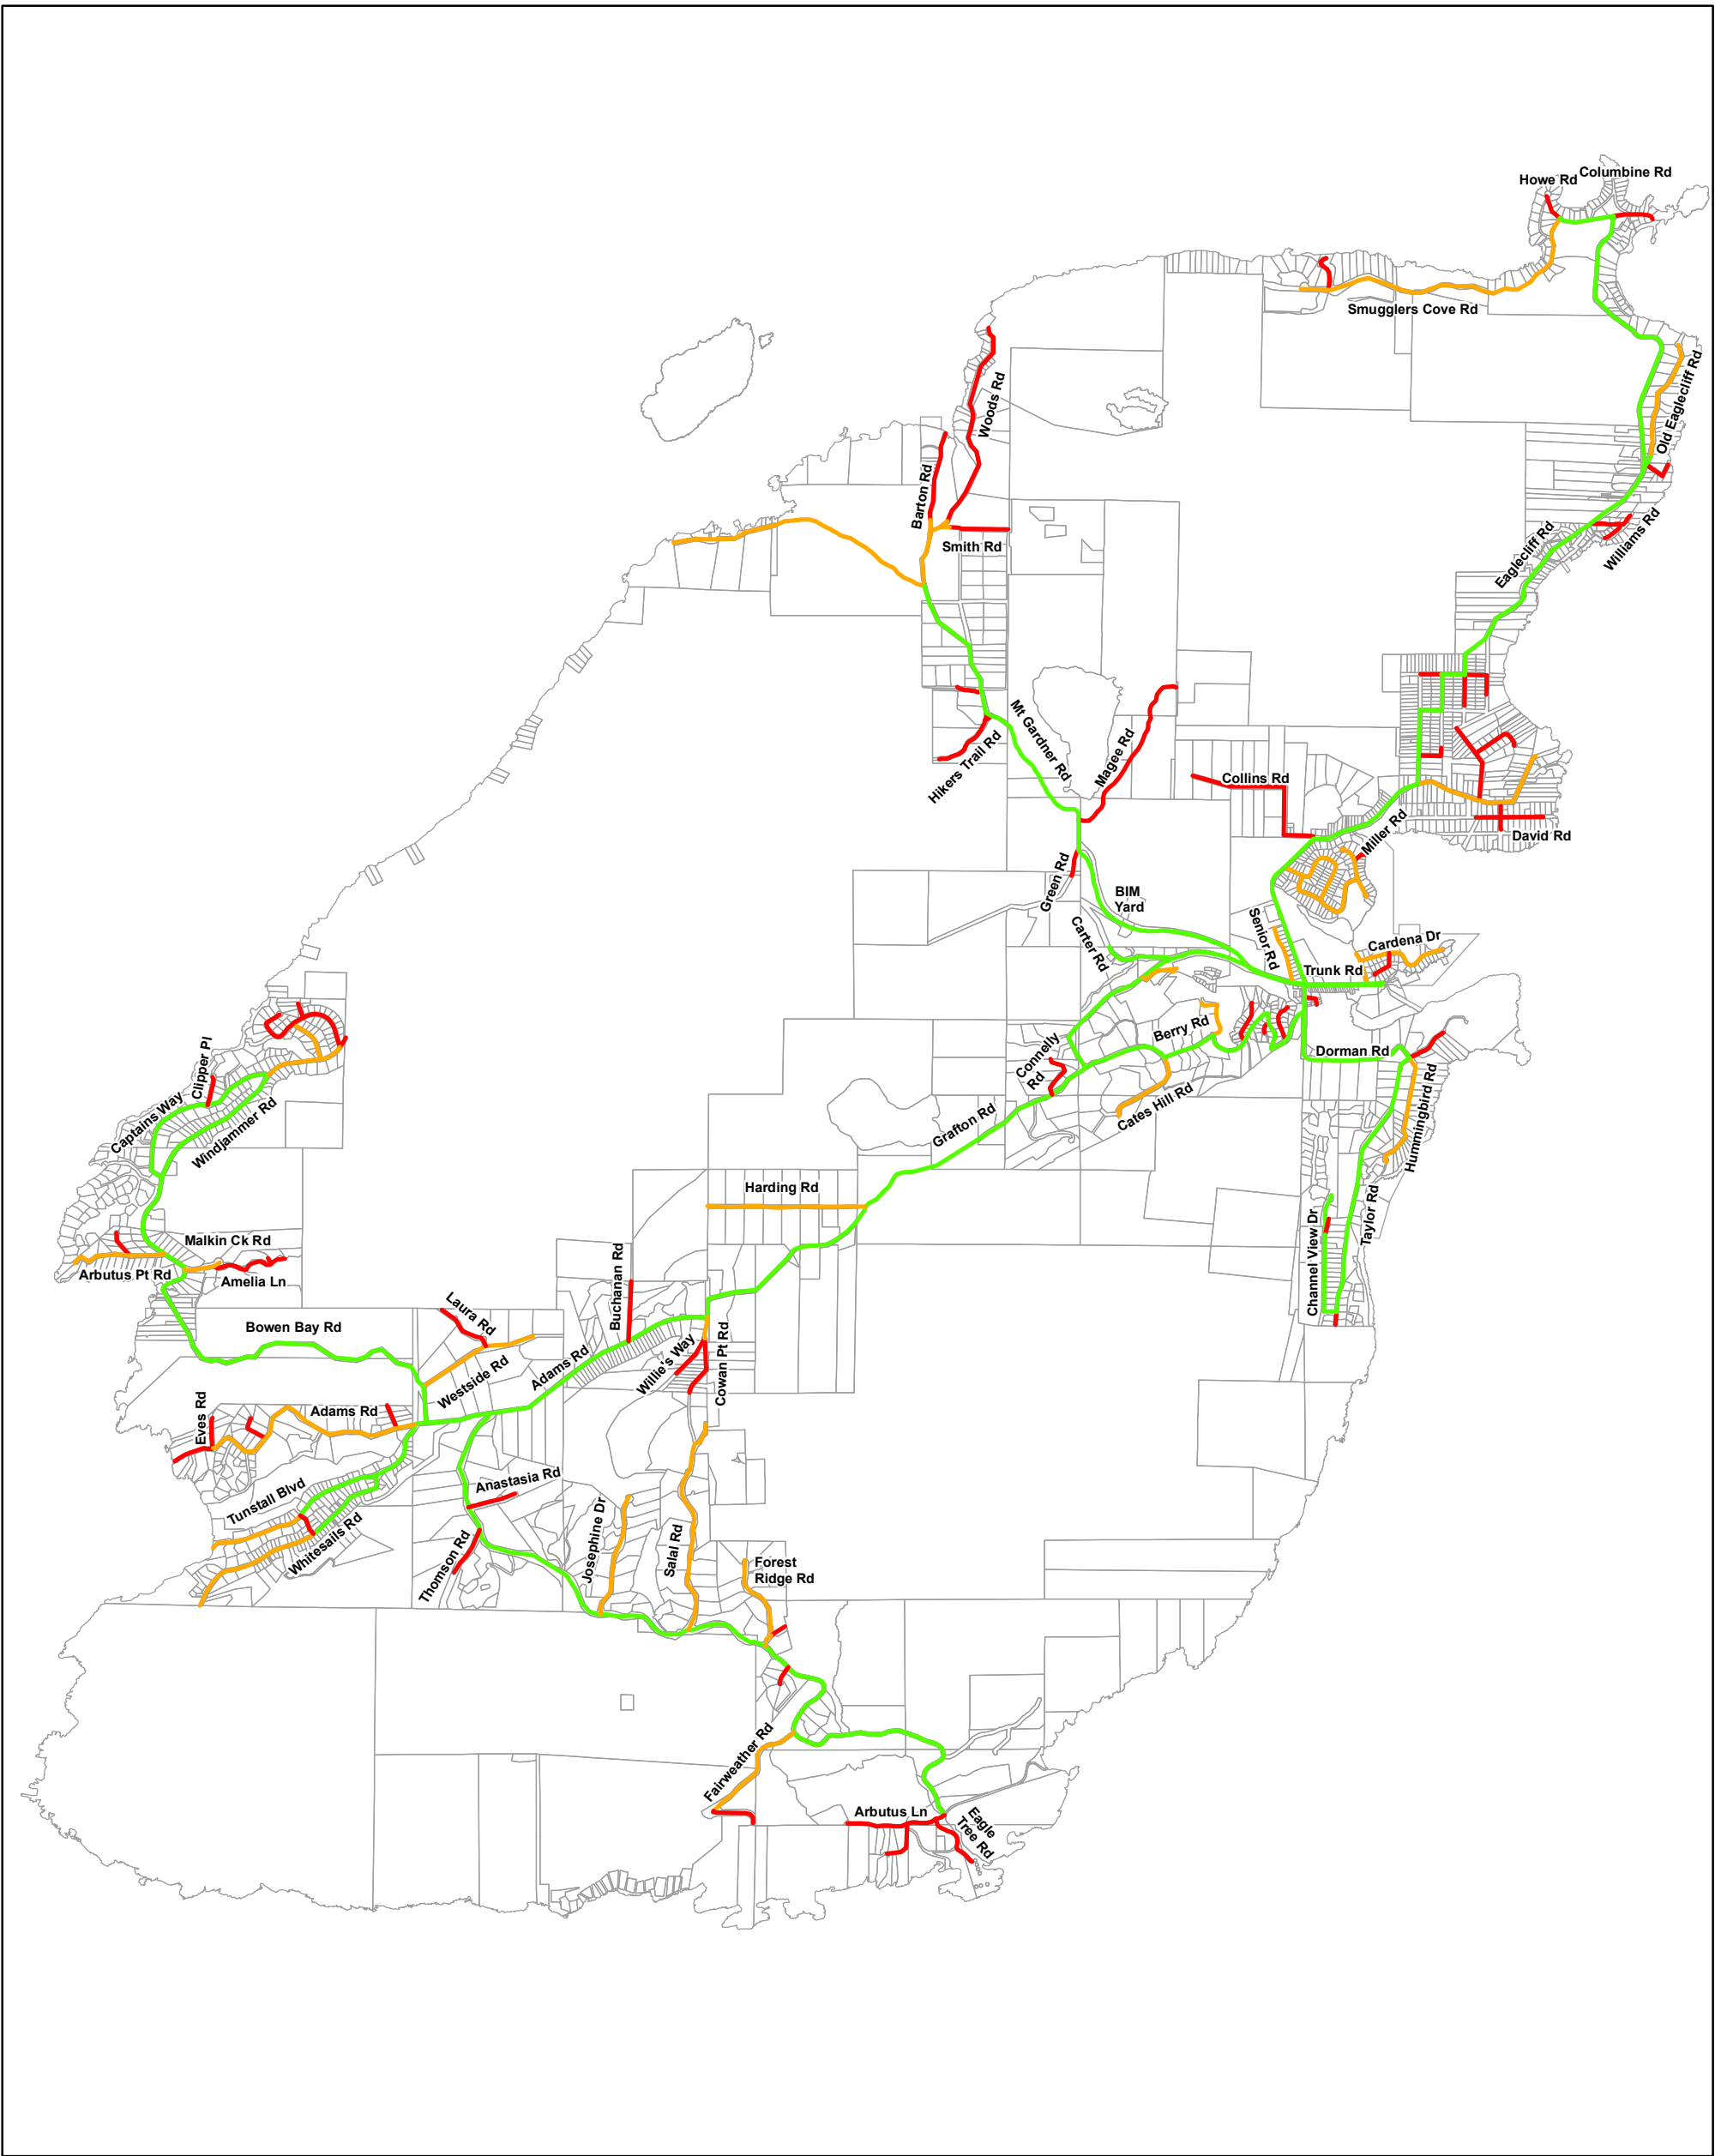 Columbine Rd
Howe Rd
Smugglers Cove Rd
Old Eaglecliff Rd
Woods Rd
Barton Rd
Smith Rd
Williams Rd
Eaglecliff Rd
Mt Gardner Rd
Hikers Trail Rd
Magee Rd
Collins Rd
Miller Rd
David Rd
Green Rd
BIM
Yard
Carter Rd
Senior Rd
Cardena Dr
Trunk Rd
Berry Rd
Connelly
Rd
Dorman Rd
Cates Hill Rd
Hummingbird Rd
Grafton Rd
Clipper Pl
Captains Way
Windjammer Rd
Harding Rd
Taylor Rd
Channel View Dr
Malkin Ck Rd
Arbutus Pt Rd
Amelia Ln
Buchanan Rd
Laura Rd
Bowen Bay Rd
Westside Rd
Adams Rd
Willie's Way
Cowan Pt Rd
Eves Rd
Adams Rd
Anastasia Rd
Tunstall Blvd
Whitesails Rd
Thomson Rd
Josephine Dr
Salal Rd
Forest
Ridge Rd
Fairweather Rd
Arbutus Ln
Eagle
Tree Rd